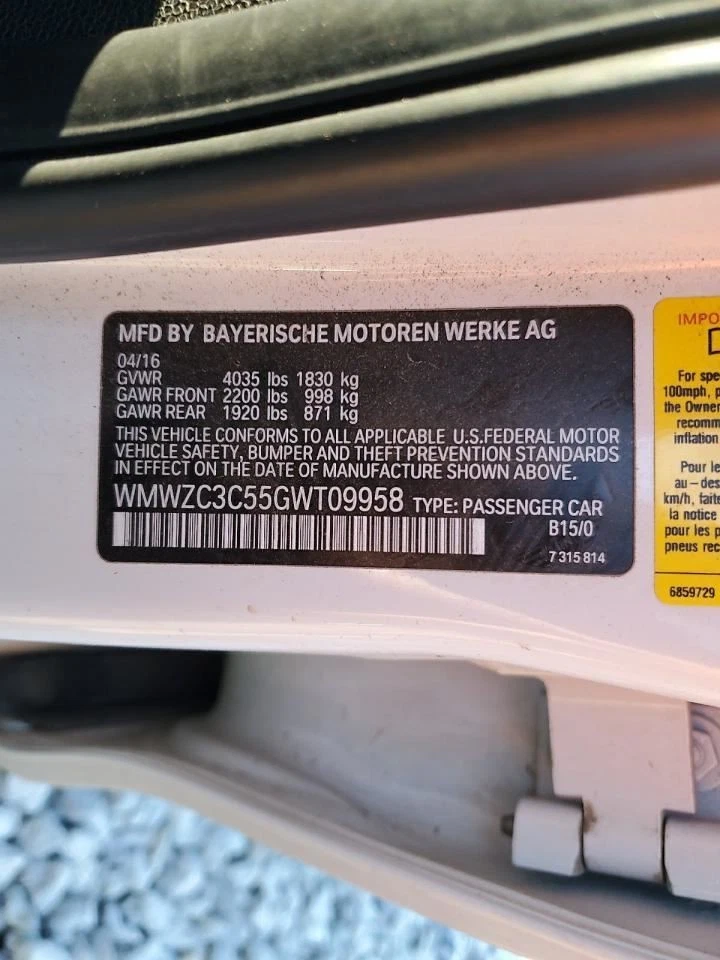 MFD BY BAYERISCHE MOTOREN WERKE AG
04/16
GVWR 4035 lbs 1830 kg
GAWR FRONT 2200 lbs 998 kg
GAWR REAR 1920 lbs 871 kg
THIS VEHICLE CONFORMS TO ALL APPLICABLE U.S.FEDERAL MOTOR
VEHICLE SAFETY, BUMPER AND THEFT PREVENTION STANDARDS
IN EFFECT ON THE DATE OF MANUFACTURE SHOWN ABOVE.
WMWZC3C55GWT09958 TYPE: PASSENGER CAR
B15/0
7 315 814
IMPO
For spe
100mph, p
the Owner
recomm
inflation
Pour le
au-des
km/h, faite
la notice
pour les p
pneus rec
6859729